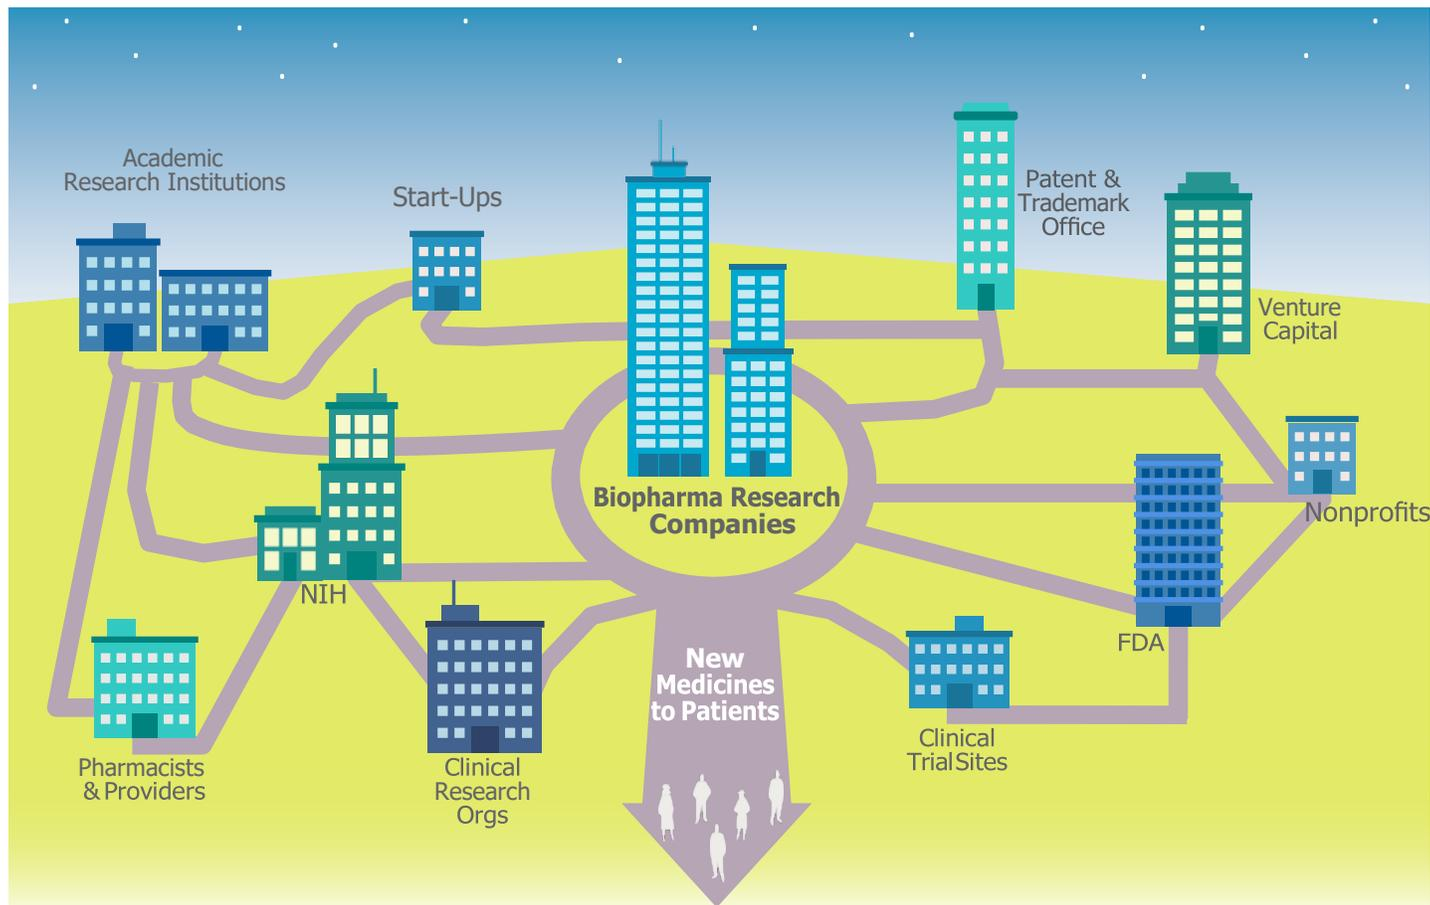 Academic
Research Institutions
Start-Ups
Patent &
Trademark
Office
Venture
Capital
Biopharma Research
Companies
Nonprofits
NIH
FDA
New
Medicines
to Patients
Pharmacists
& Providers
Clinical
Research
Orgs
Clinical
Trial Sites